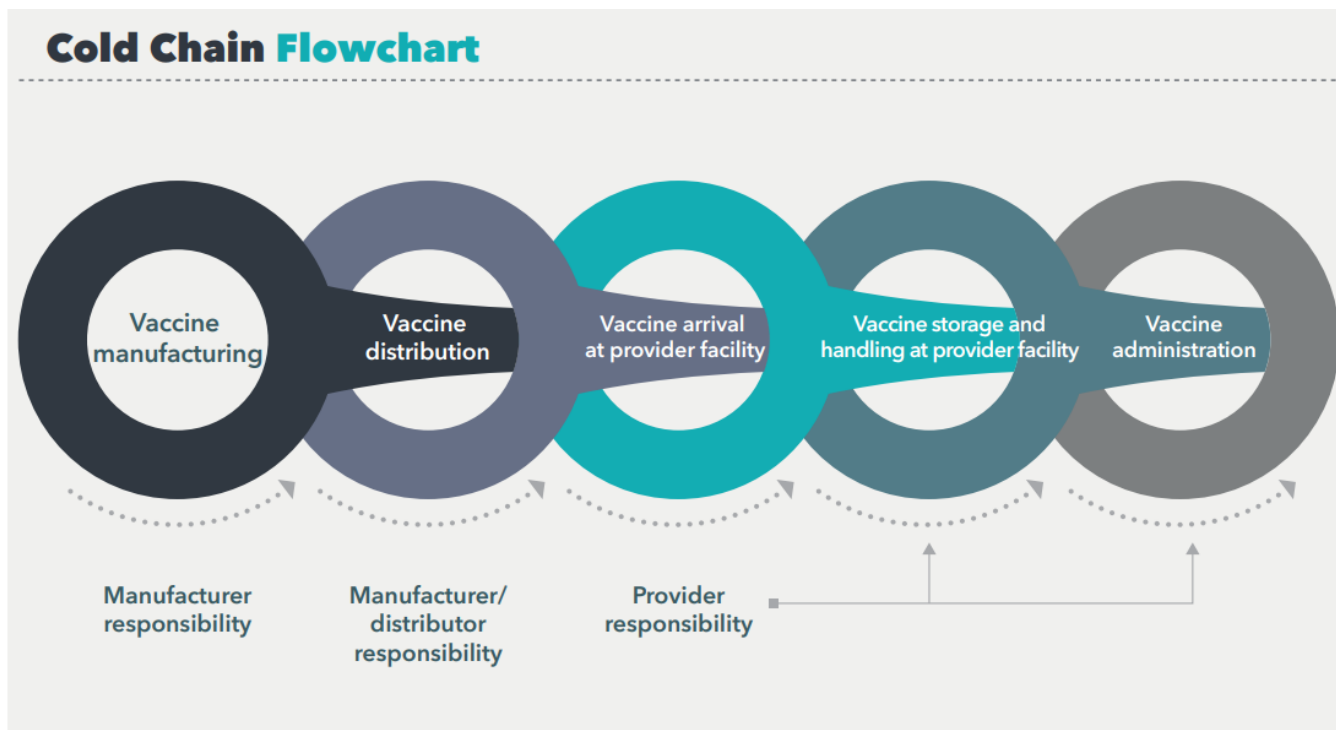 Cold Chain Flowchart
Vaccine
manufacturing
Vaccine
distribution
Vaccine arrival
at provider facility
Vaccine storage and
handling at provider facility
Vaccine
administration
Manufacturer
responsibility
Manufacturer/
distributor
responsibility
Provider
responsibility